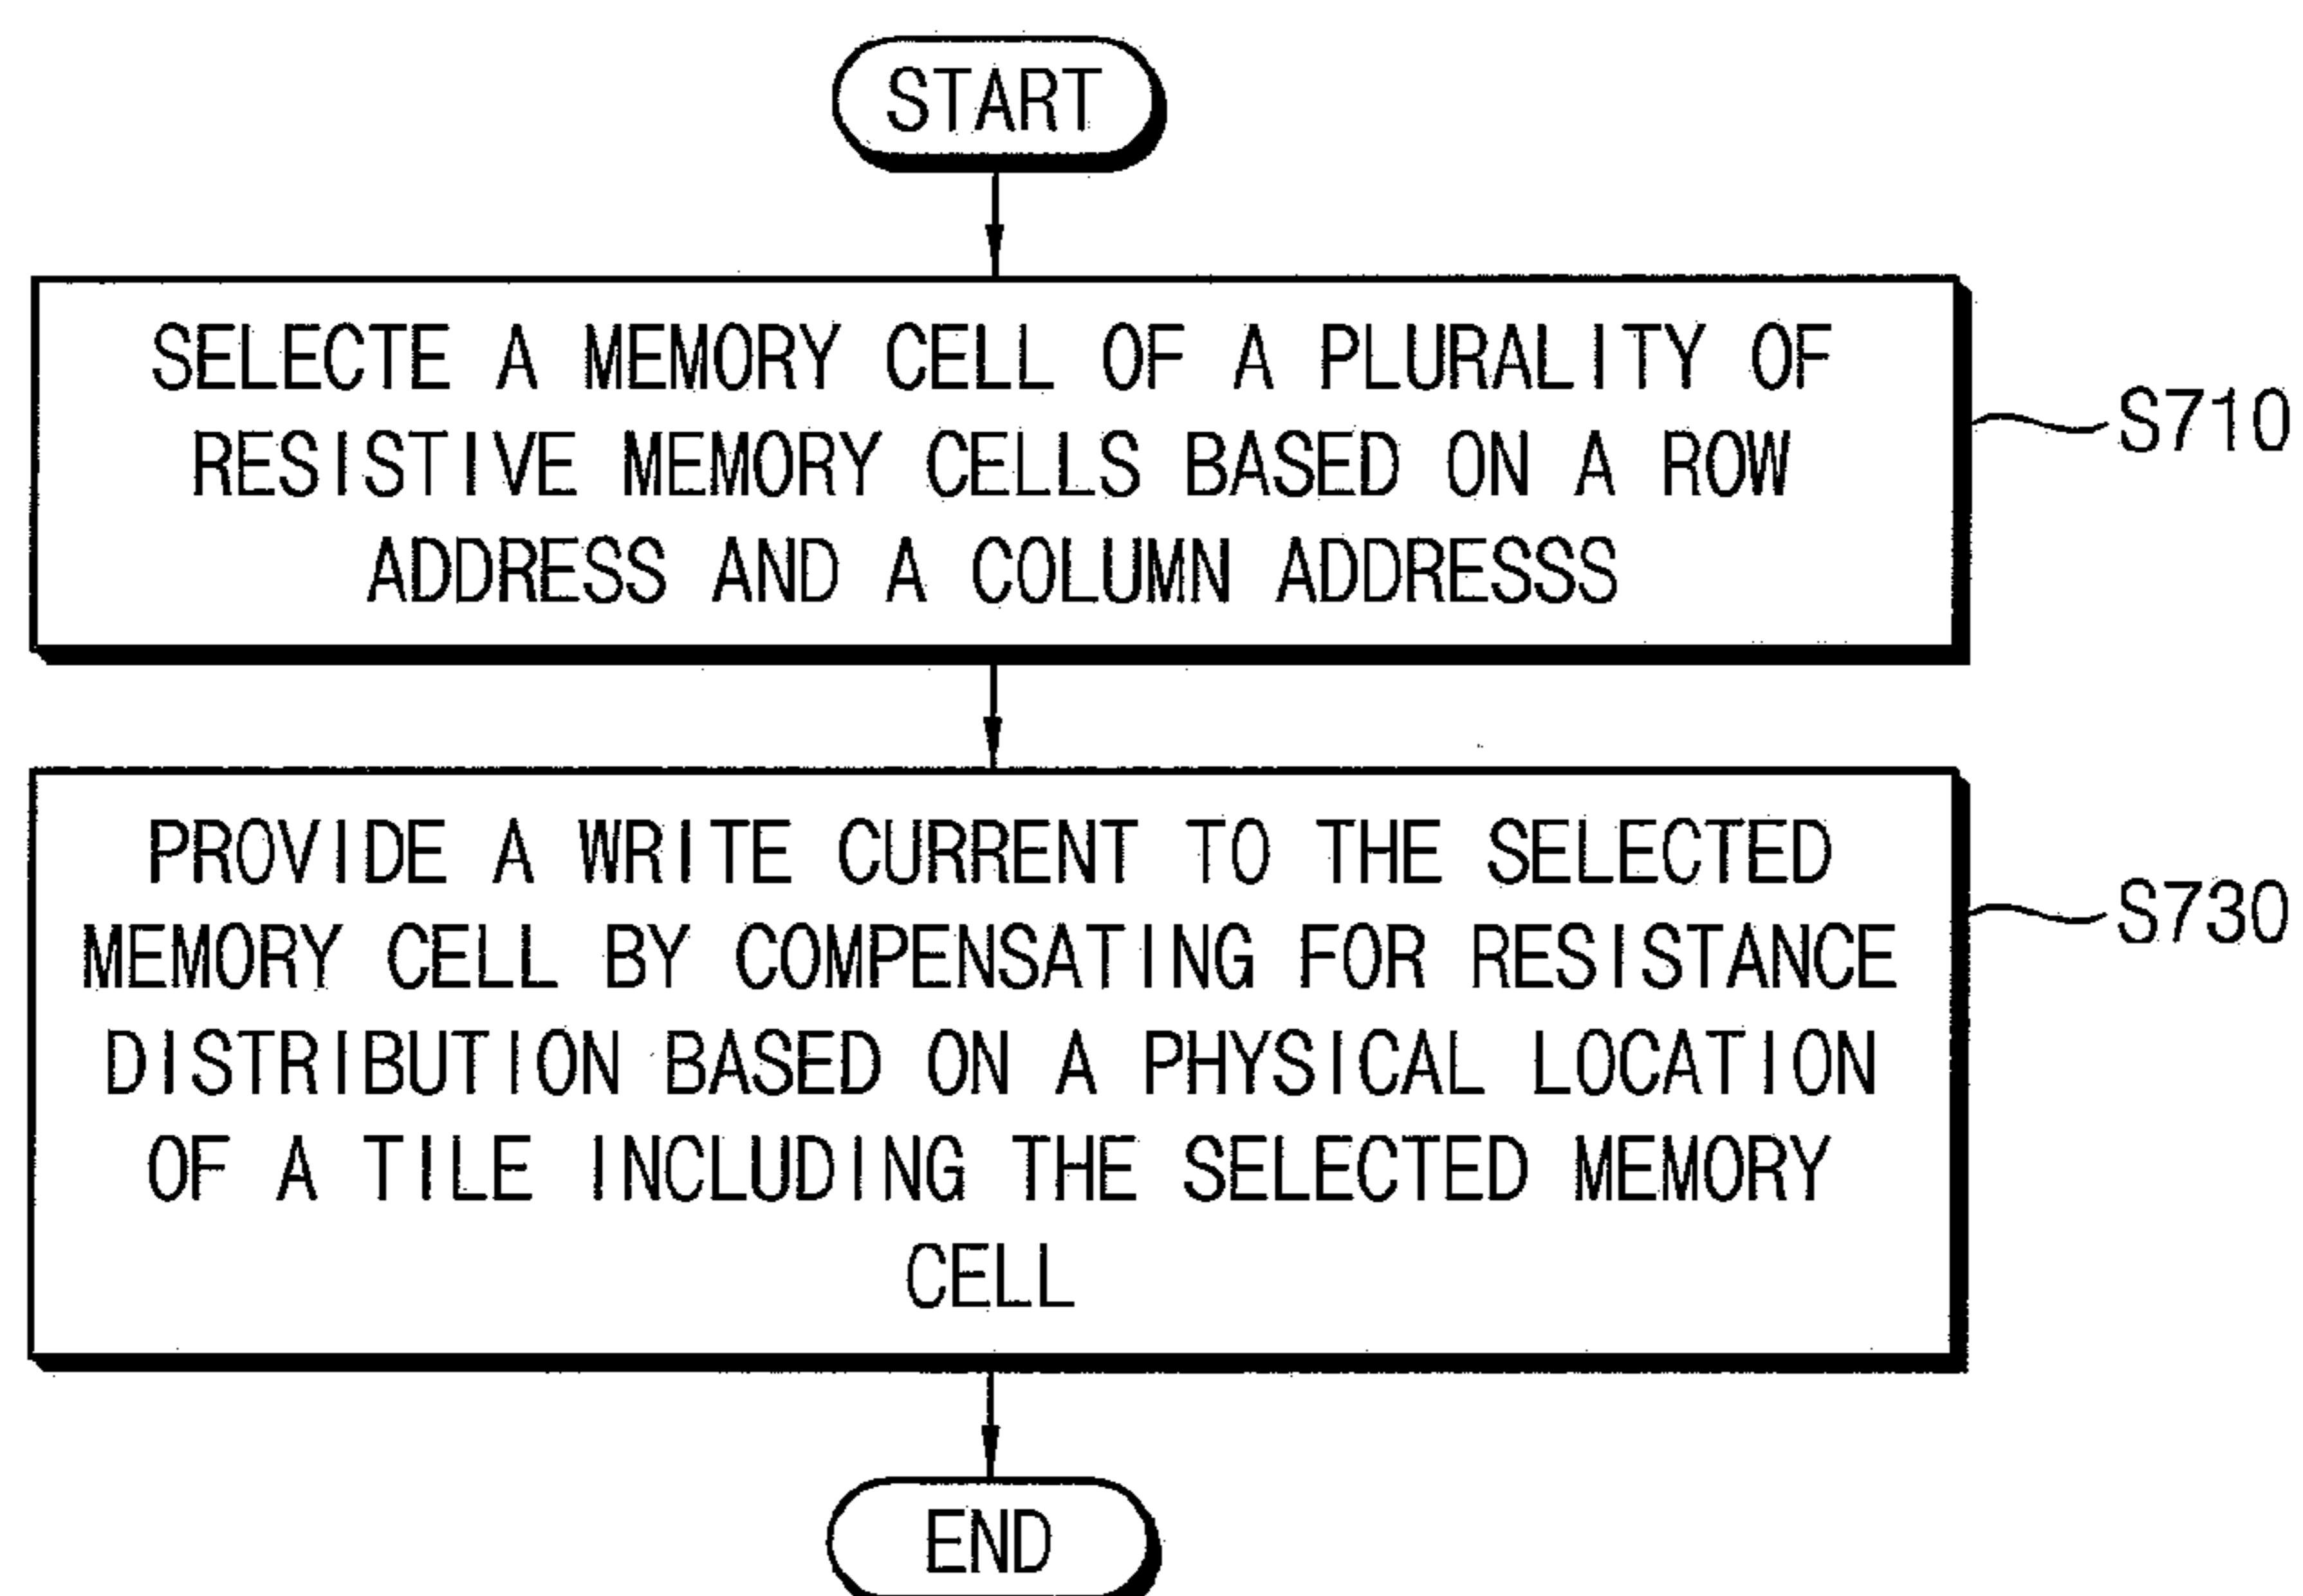 START
SELECTE A MEMORY CELL OF A PLURALITY OF
RESISTIVE MEMORY CELLS BASED ON A ROW
ADDRESS AND A COLUMN ADDRESSS
S710
PROVIDE A WRITE CURRENT TO THE SELECTED
MEMORY CELL BY COMPENSATING FOR RESISTANCE
DISTRIBUTION BASED ON A PHYSICAL LOCATION
OF A TILE INCLUDING THE SELECTED MEMORY
CELL
S730
END